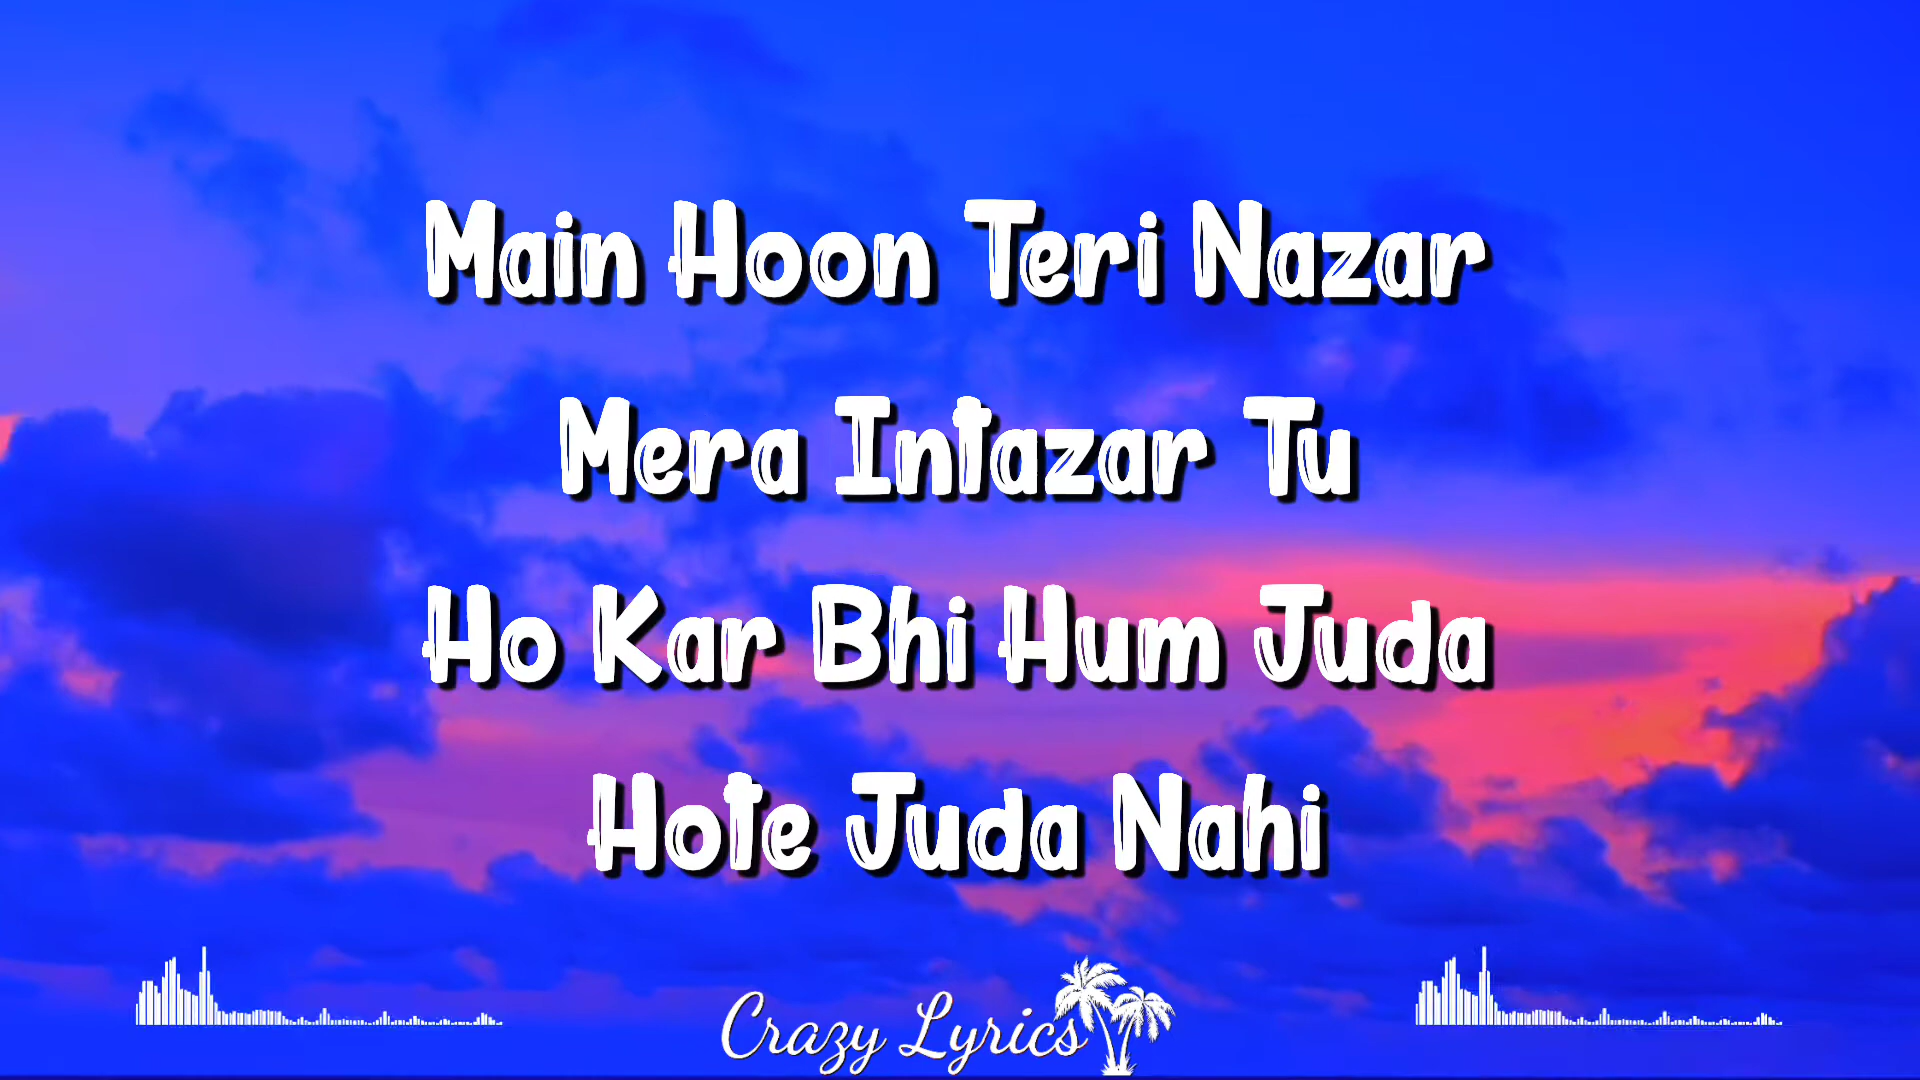 Main Hoon Teri Nazar
Mera Intazar Tu
Ho Kar Bhi Hum Juda
Hote Juda Nahi
Crazy Lyrics